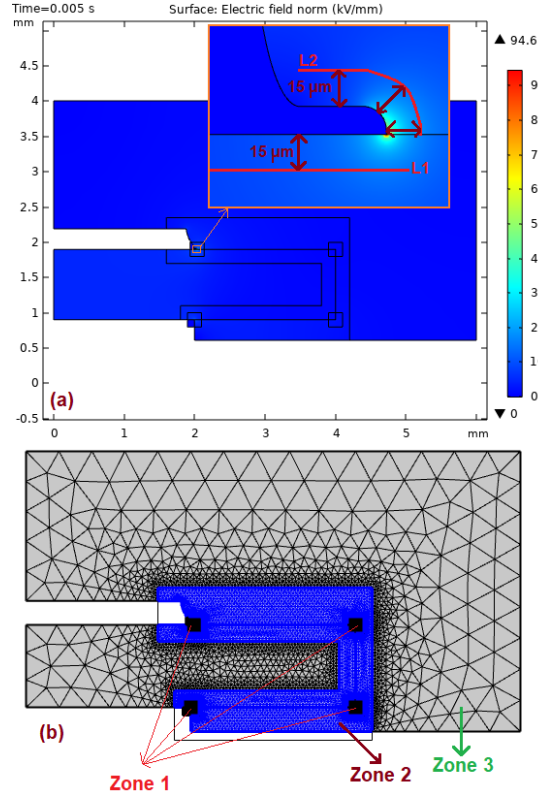 Time=0.005 s
Surface: Electric field norm (kV/mm)
mm
▲ 94.6
5
4.5
4
3.5
3
2.5
2
1.5
1
0.5
0
-0.5
0
1
2
3
4
5
mm
L2
15 µm
15 µm
L1
9
8
7
6
5
4
3
2
1
0
▼ 0
(a)
(b)
Zone 1
Zone 2
Zone 3